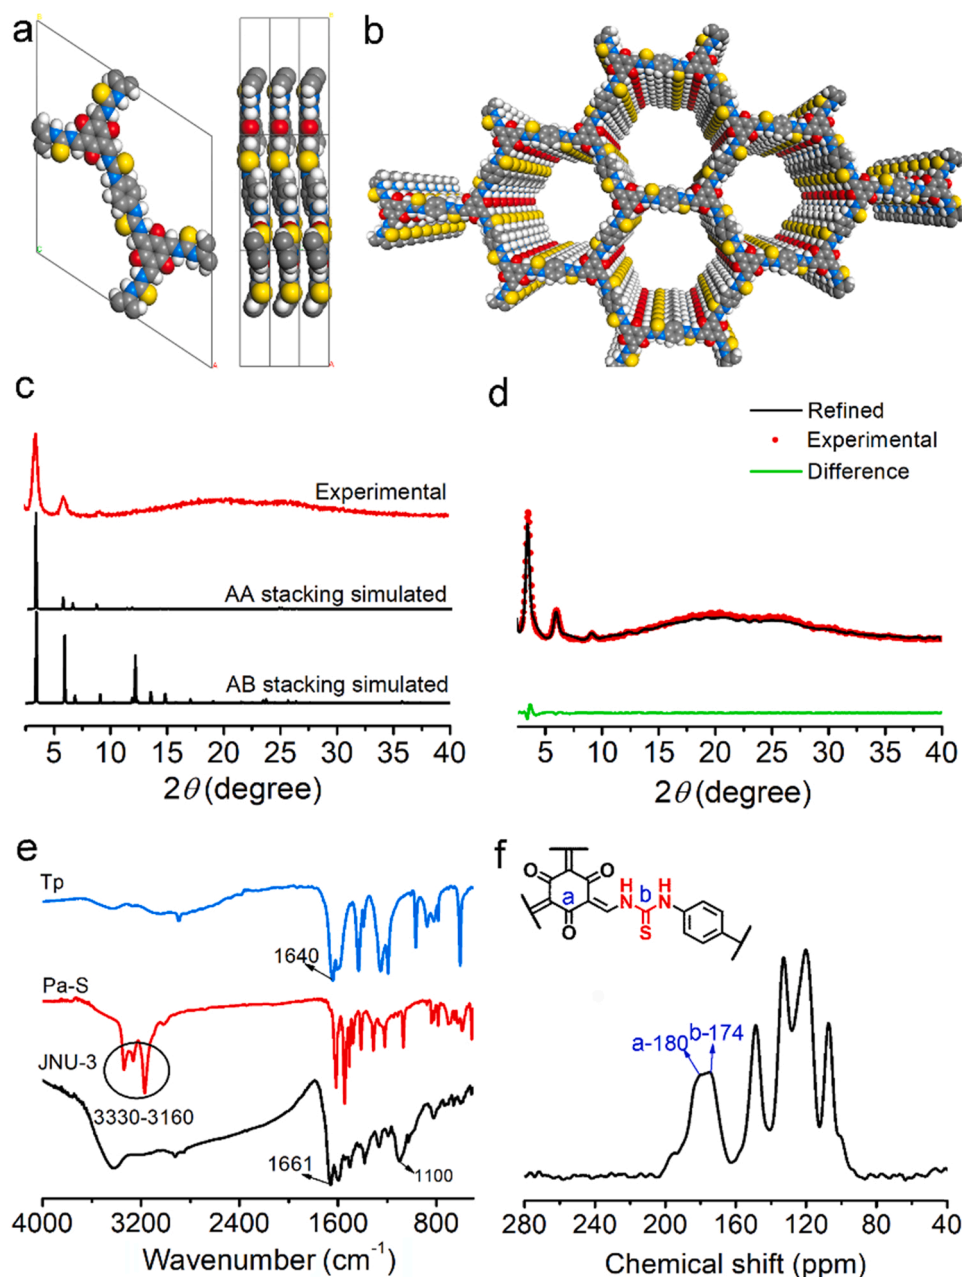 a
b
B
C
A
B
A
c
Experimental
AA stacking simulated
AB stacking simulated
5 10 15 20 25 30 35 40
2θ (degree)
d
Refined
Experimental
Difference
5 10 15 20 25 30 35 40
2θ (degree)
e
Tp
1640
Pa-S
JNU-3
3330-3160
1661
1100
4000 3200 2400 1600 800
Wavenumber (cm⁻¹)
f
O O
H H
a b
N N
O S
a-180 b-174
280 240 200 160 120 80 40
Chemical shift (ppm)